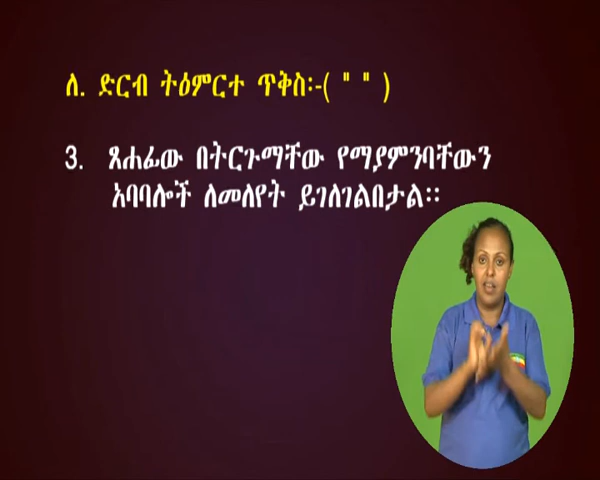 ለ. ድርብ ትዕምርተ ጥቅስ፡-( " " )
3. ጸሐፊው በትርጉማቸው የማያምንባቸውን
አባባሎች ለመለየት ይገለገልበታል።